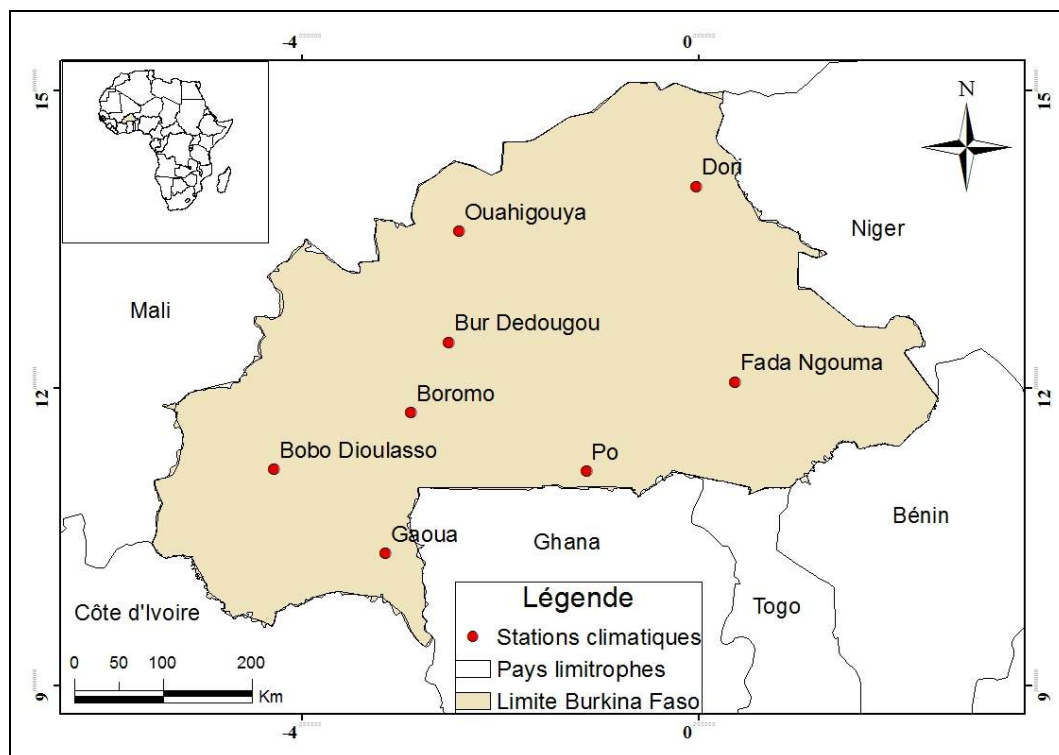 -4
0
15
15
N
Dori
Ouahigouya
Niger
Mali
Bur Dedougou
Fada Ngouma
12
12
Boromo
Bobo Dioulasso
Po
Bénin
Gaoua
Ghana
Légende
Togo
Côte d'Ivoire
Stations climatiques
0 50 100 200
Km
Pays limitrophes
Limite Burkina Faso
9
9
-4
0